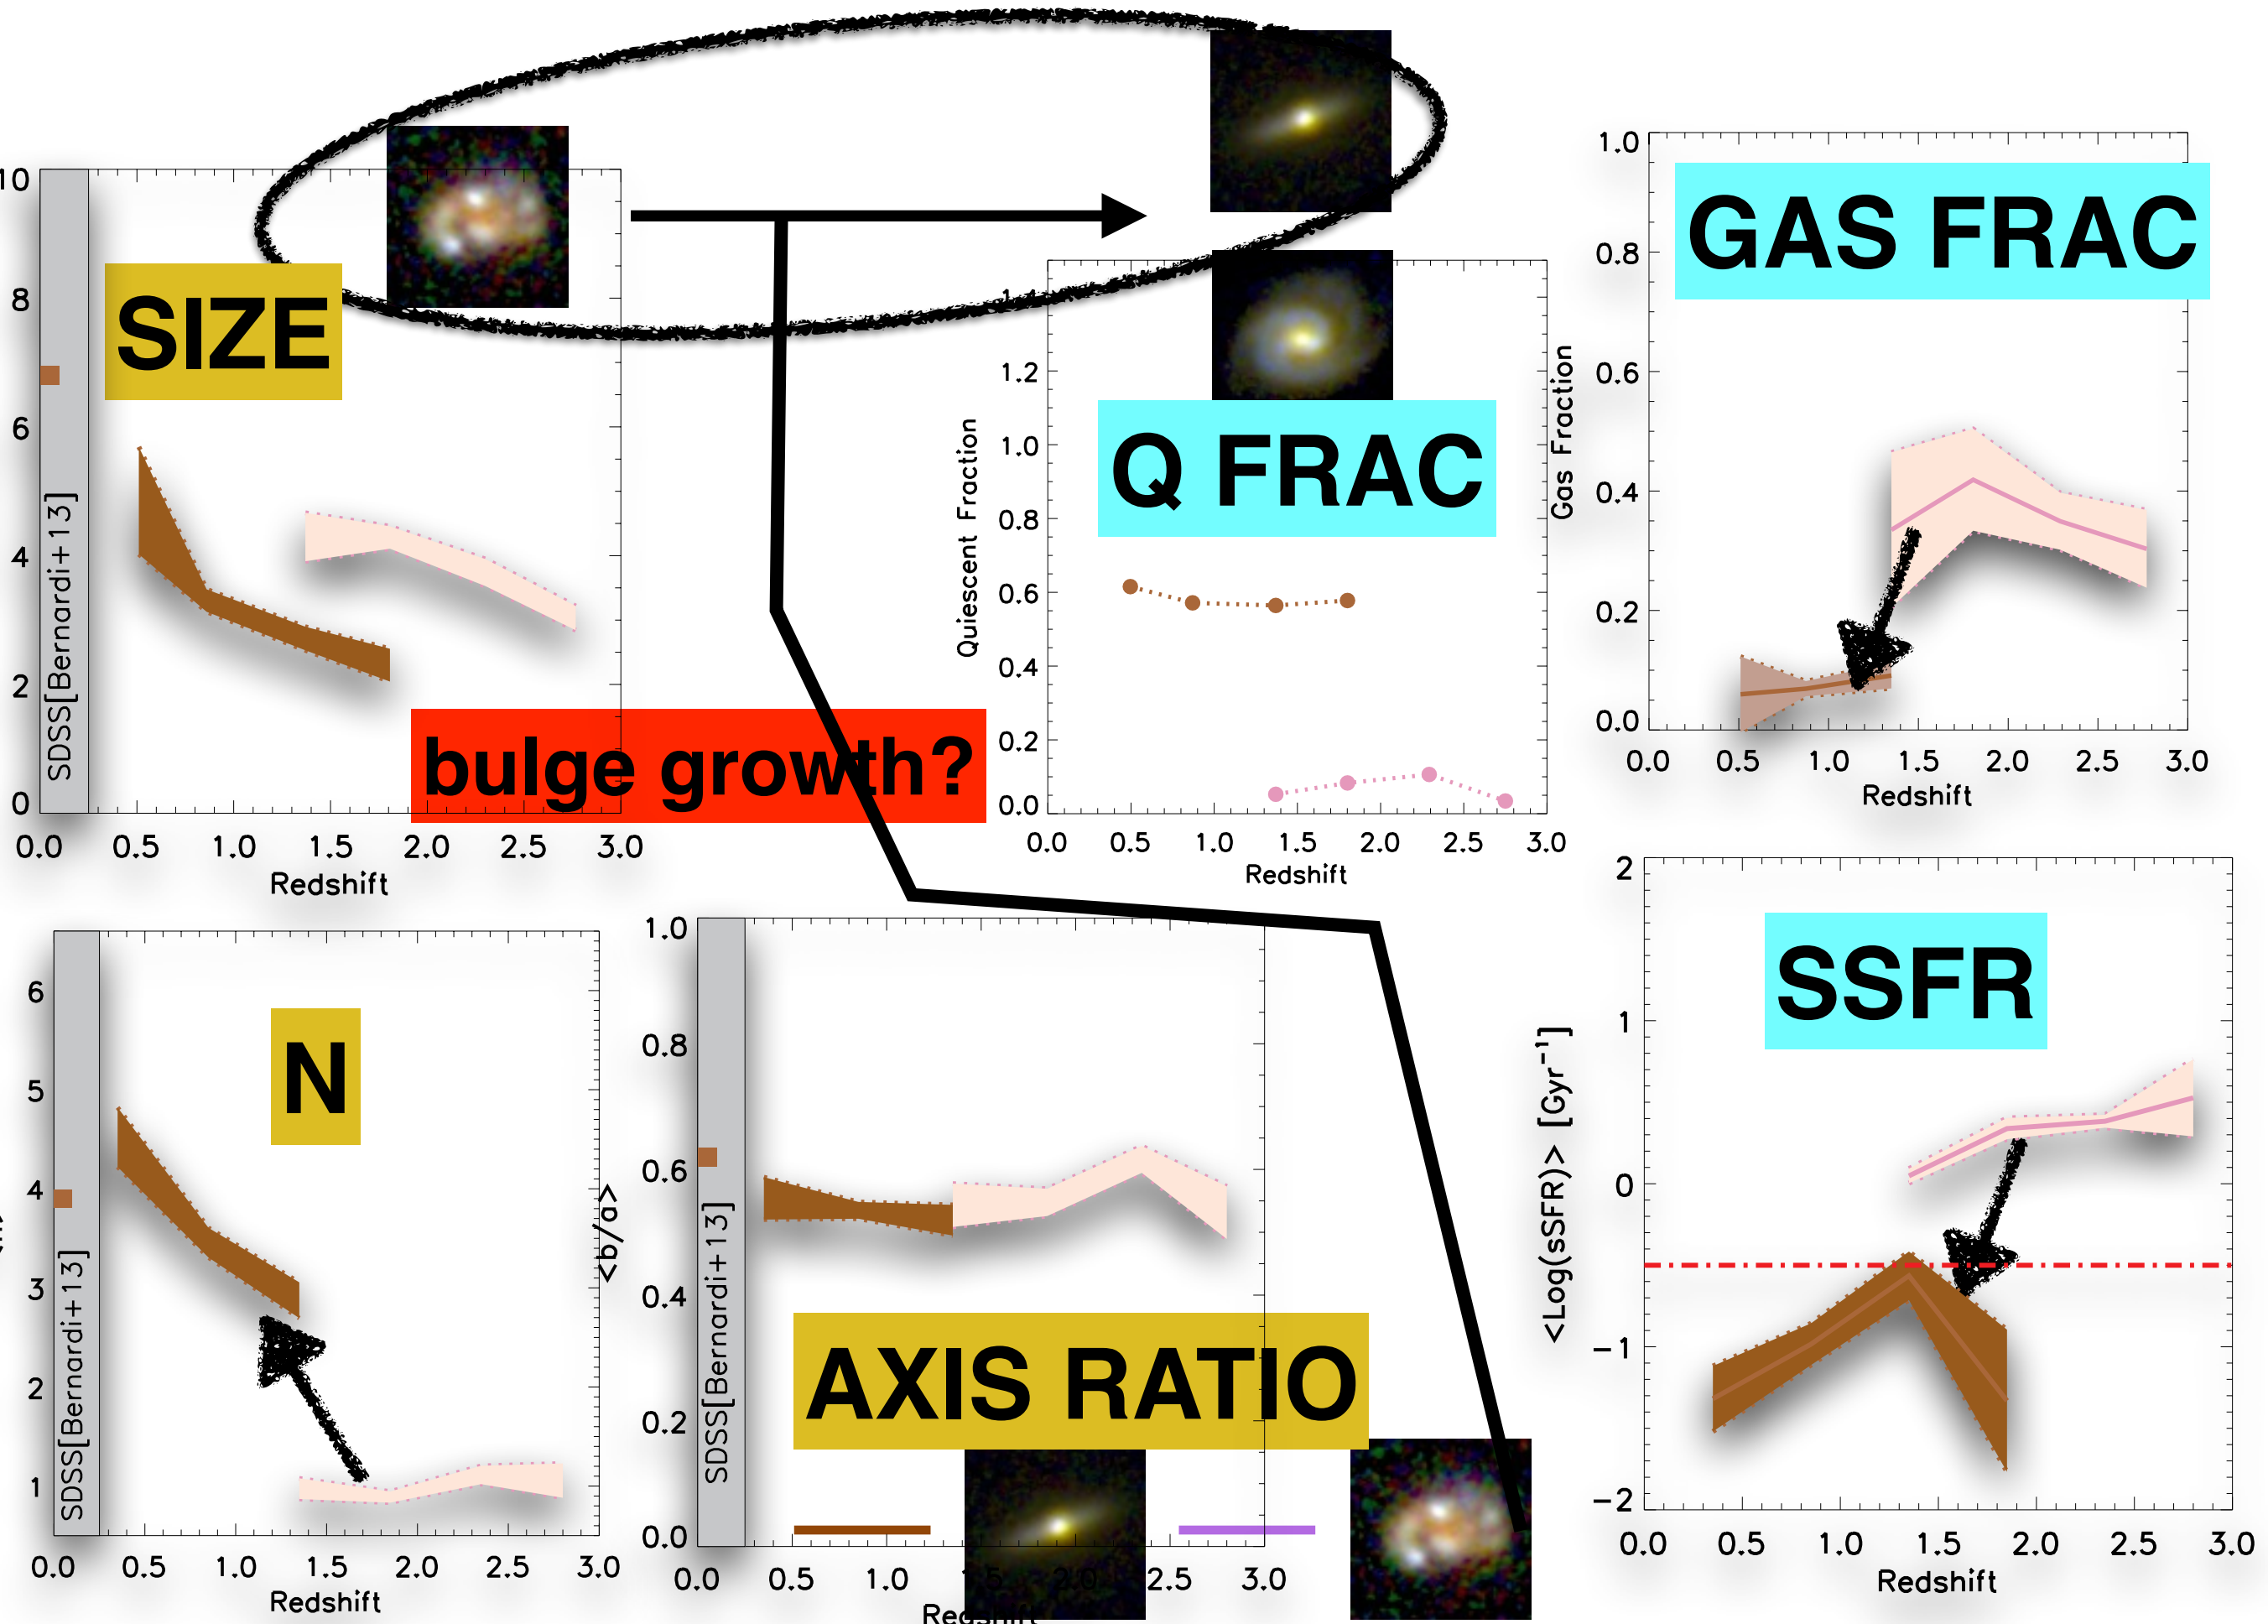 SIZE
10
8
6
4
2
0
SDSS[Bernardi+13]
0.0 0.5 1.0 1.5 2.0 2.5 3.0
Redshift
bulge growth?
Q FRAC
Quiescent Fraction
1.2
1.0
0.8
0.6
0.4
0.2
0.0
0.0 0.5 1.0 1.5 2.0 2.5 3.0
Redshift
GAS FRAC
Gas Fraction
1.0
0.8
0.6
0.4
0.2
0.0
0.0 0.5 1.0 1.5 2.0 2.5 3.0
Redshift
N
6
5
4
3
2
1
SDSS[Bernardi+13]
0.0 0.5 1.0 1.5 2.0 2.5 3.0
Redshift
<b/a>
1.0
0.8
0.6
0.4
0.2
0.0
SDSS[Bernardi+13]
AXIS RATIO
0.0 0.5 1.0 1.5 2.0 2.5 3.0
Redshift
SSFR
<Log(sSFR)> [Gyr⁻¹]
2
1
0
−1
−2
0.0 0.5 1.0 1.5 2.0 2.5 3.0
Redshift